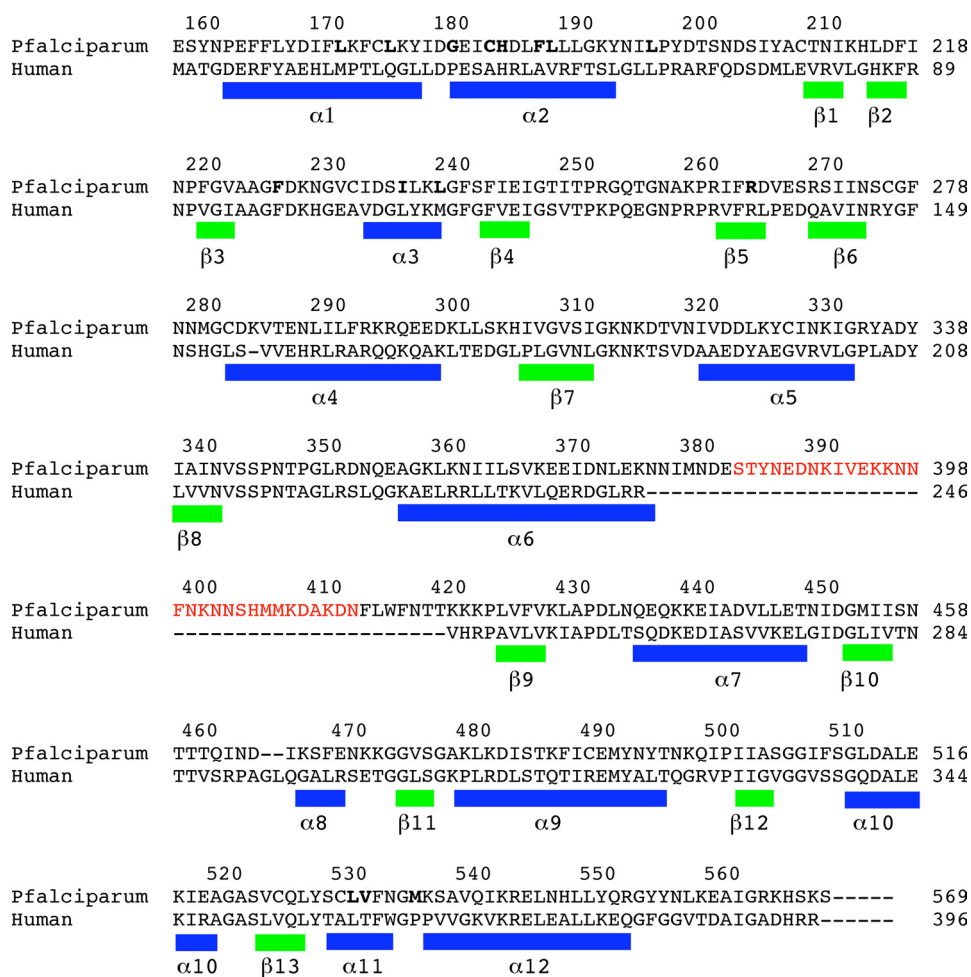 160 170 180 190 200 210
Pfalciparum ESYNPEFFLYDIFLKFCLKYIDGEICHDLFLLLGKYNILPYDTSNDSIYACTNIKHLDFI 218
Human MATGDERFYAEHLMPTLQGLLDPESAHRLAVRFTSLGLLPRARFQDSDMLEVRVLGHKFR 89
α1 α2 β1 β2
220 230 240 250 260 270
Pfalciparum NPFGVAAGFDKNGVCIDSILKLGFSFIEIGTITPRGQTGNAKPRIFRDVESRSIINSCGF 278
Human NPVGIAAGFDKHGEAVDGLYKMGFGFVEIGSVTPKPQEGNPRPRVFRLPEDQAVINRYGF 149
β3 α3 β4 β5 β6
280 290 300 310 320 330
Pfalciparum NNMGCDKVTENLILFRKRQEEDKLLSKHIVGVSIGKNKDTVNIVDDLKYCINKIGRYADY 338
Human NSHGLS-VVEHRLRARQQKQAKLTEDGLPLGVNLGKNKTSVDAAEDYAEGVRVLGPLADY 208
α4 β7 α5
340 350 360 370 380 390
Pfalciparum IAINVSSPNTPGLRDNQEAGKLKNIILSVKEEIDNLEKNNIMNDESTYNEDNKIVEKKNN 398
Human LVVNVSSPNTAGLRSLQGKAELRRLLTKVLQERDGLRR---------------------- 246
β8 α6
400 410 420 430 440 450
Pfalciparum FNKNNSHMMKDAKDNFLWFNTTKKKPLVFVKLAPDLNQEQKKEIADVLLETNIDGMIISN 458
Human ----------------------VHRPAVLVKIAPDLTSQDKEDIASVVKELGIDGLIVTN 284
β9 α7 β10
460 470 480 490 500 510
Pfalciparum TTTQIND--IKSFENKKGGVSGAKLKDISTKFICEMYNYTNKQIPIIASGGIFSGLDALE 516
Human TTVSRPAGLQGALRSETGGLSGKPLRDLSTQTIREMYALTQGRVPIIGVGGVSSGQDALE 344
α8 β11 α9 β12 α10
520 530 540 550 560
Pfalciparum KIEAGASVCQLYSCLVFNGMKSAVQIKRELNHLLYQRGYYNLKEAIGRKHSKS----- 569
Human KIRAGASLVQLYTALTFWGPPVVGKVKRELEALLKEQGFGGVTDAIGADHRR------ 396
α10 β13 α11 α12